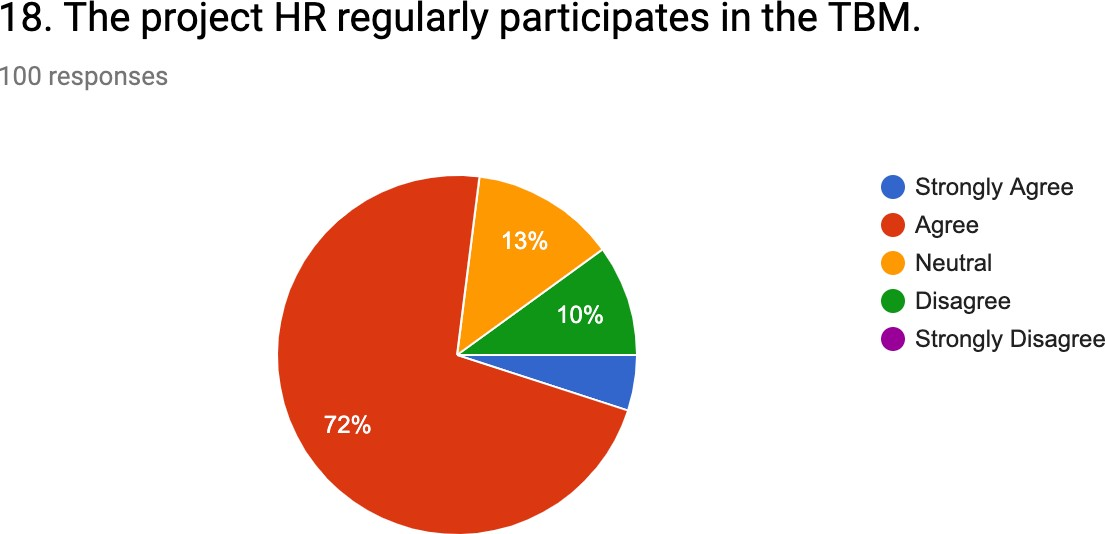 18. The project HR regularly participates in the TBM.
100 responses
Strongly Agree
Agree
Neutral
Disagree
Strongly Disagree
13%
10%
72%